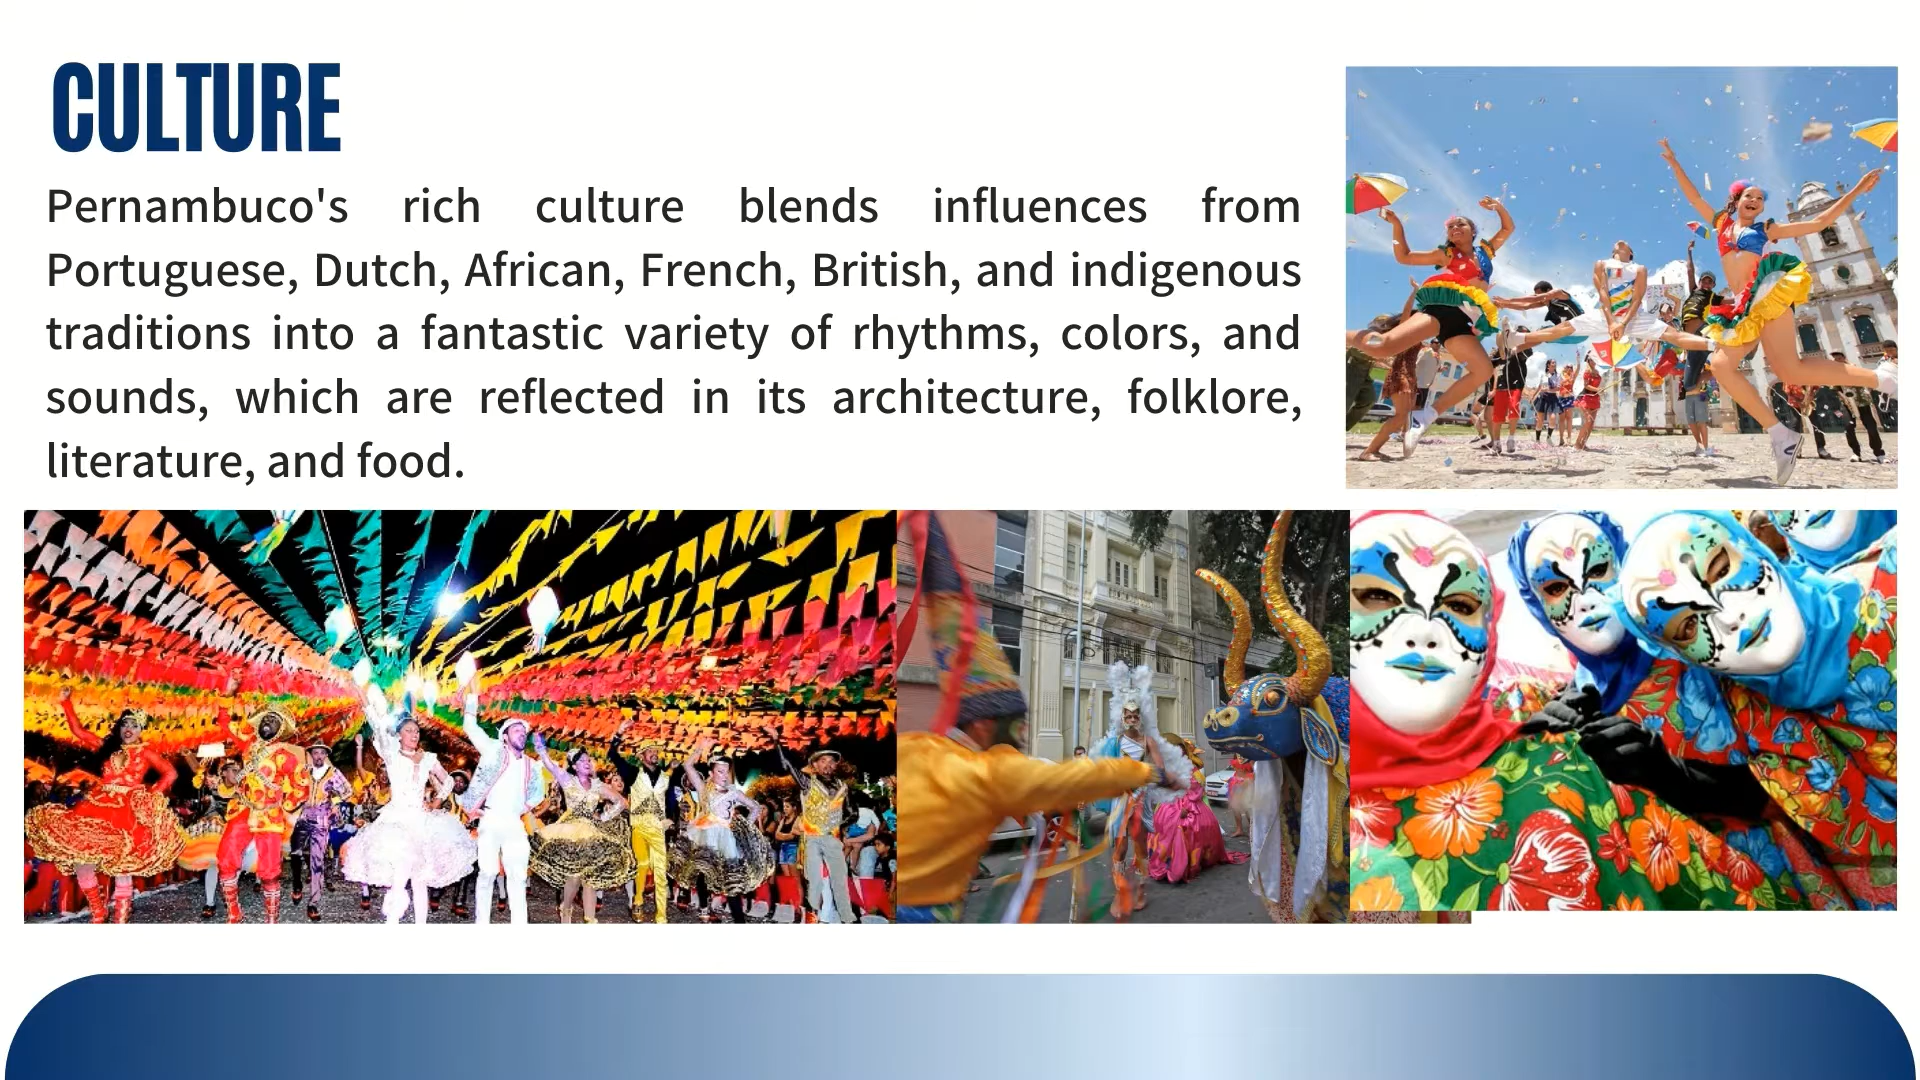 CULTURE
Pernambuco's rich culture blends influences from
Portuguese, Dutch, African, French, British, and indigenous
traditions into a fantastic variety of rhythms, colors, and
sounds, which are reflected in its architecture, folklore,
literature, and food.